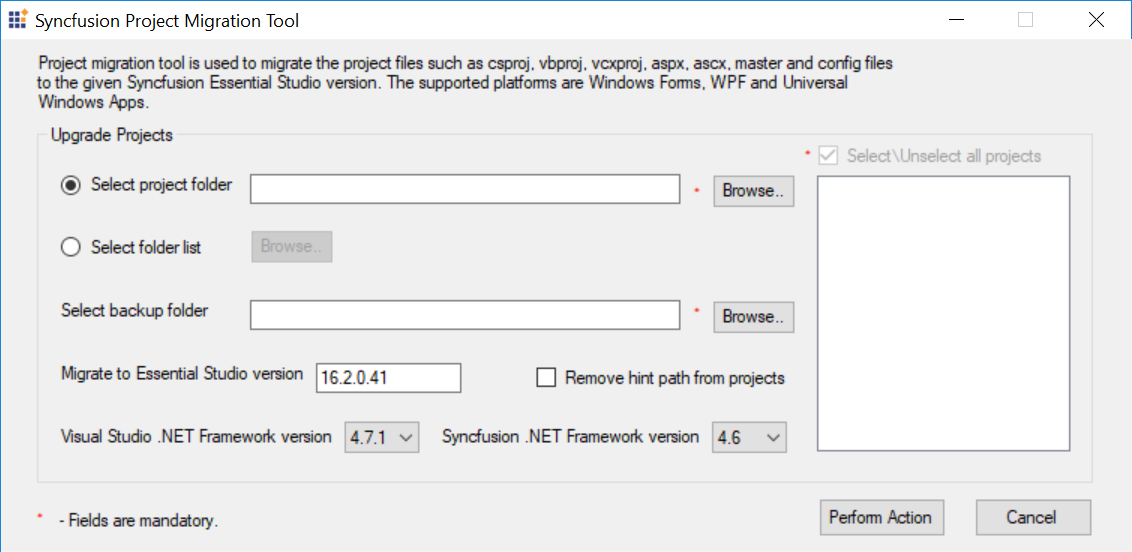 Syncfusion Project Migration Tool
Project migration tool is used to migrate the project files such as csproj, vbproj, vcxproj, aspx, ascx, master and config files
to the given Syncfusion Essential Studio version. The supported platforms are Windows Forms, WPF and Universal
Windows Apps.
Upgrade Projects
* Select\Unselect all projects
Select project folder * Browse..
Select folder list Browse..
Select backup folder * Browse..
Migrate to Essential Studio version 16.2.0.41 Remove hint path from projects
Visual Studio .NET Framework version 4.7.1 Syncfusion .NET Framework version 4.6
* - Fields are mandatory.
Perform Action Cancel